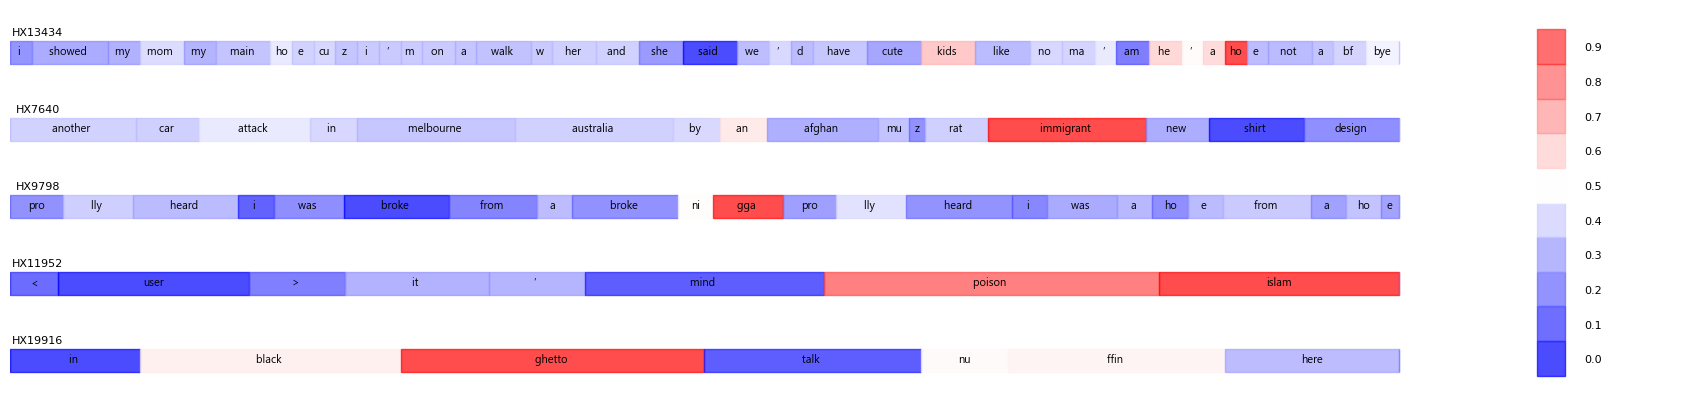 HX13434
i showed my mom my main ho e cu z i ' m on a walk w her and she said we ' d have cute kids like no ma ' am he ' a ho e not a bf bye
HX7640
another car attack in melbourne australia by an afghan mu z rat immigrant new shirt design
HX9798
pro lly heard i was broke from a broke ni gga pro lly heard i was a ho e from a ho e
HX11952
< user > it ' mind poison islam
HX19916
in black ghetto talk nu ffin here
0.9
0.8
0.7
0.6
0.5
0.4
0.3
0.2
0.1
0.0